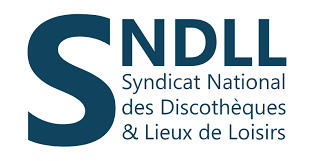 SNDLL
Syndicat National
des Discothèques
& Lieux de Loisirs